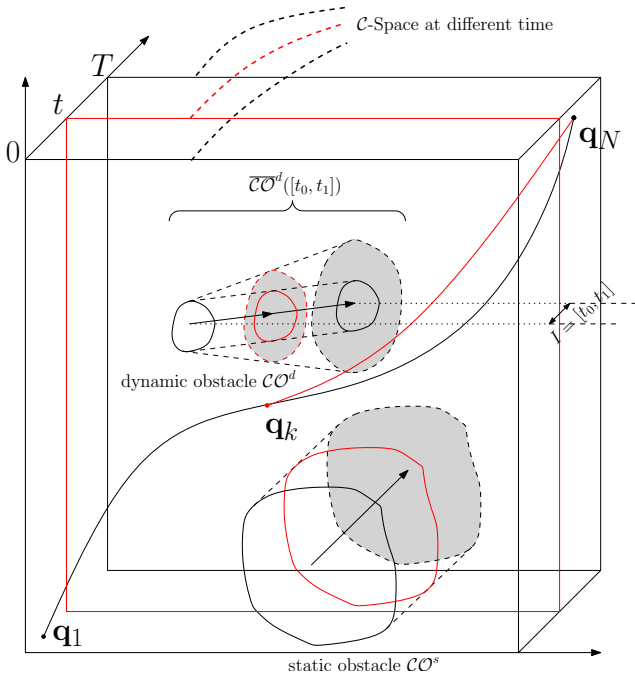 𝒞-Space at different time
T
t
0
𝐪_N
\overline{𝒞𝒪}^d([t_0, t_1])
I = [t_0, t_1]
dynamic obstacle 𝒞𝒪^d
𝐪_k
𝐪_1
static obstacle 𝒞𝒪^s